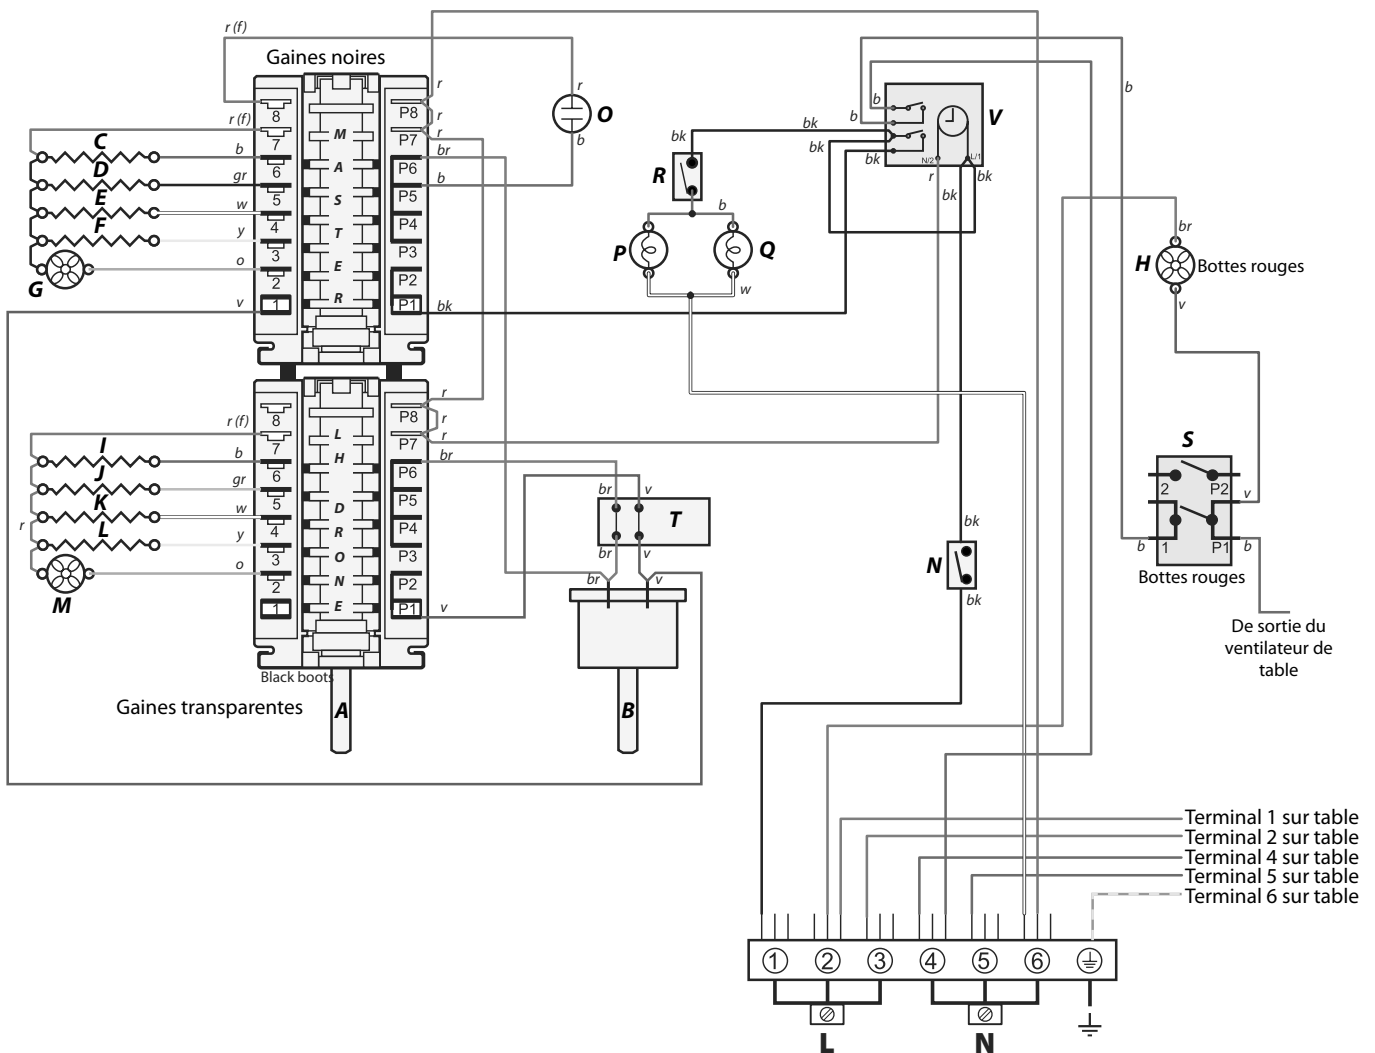 r (f)
Gaines noires
r
r
O
b
b
b
b
V
bk
bk
bk
bk
N/2
L/1
r
bk
bk
8
r (f)
7
C
b
6
D
gr
5
E
w
4
F
y
3
G
o
2
v
1
M
A
S
T
E
R
P8
r
r
P7
br
P6
b
P5
P4
P3
P2
P1
bk
R
b
P
Q
w
br
H
Bottes rouges
v
8
r (f)
7
I
b
6
J
gr
5
K
w
4
r
L
y
3
M
o
2
1
L
H
D
R
O
N
E
r
P8
r
P7
r
br
P6
P5
P4
P3
P2
P1
v
br
v
T
br
v
br
v
Black boots
Gaines transparentes
A
B
S
2
P2
v
b
1
P1
b
Bottes rouges
De sortie du
ventilateur de
table
bk
N
bk
Terminal 1 sur table
Terminal 2 sur table
Terminal 4 sur table
Terminal 5 sur table
Terminal 6 sur table
1
2
3
4
5
6
L
N